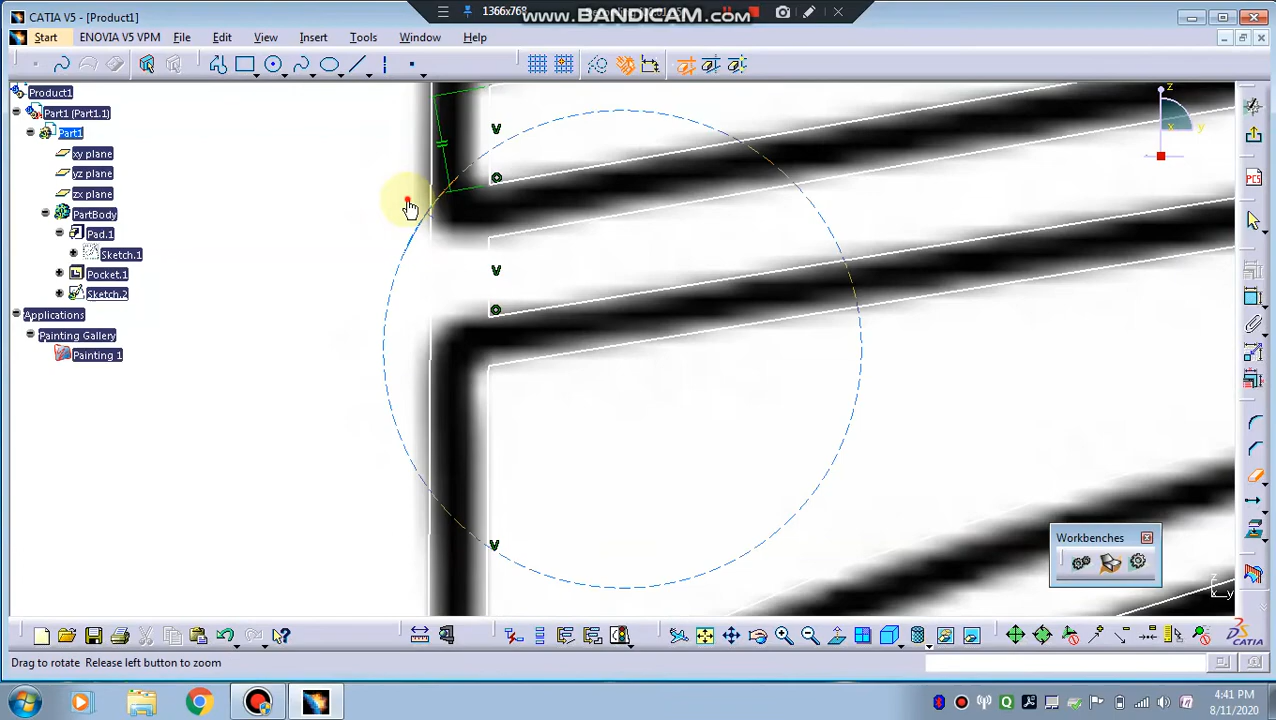 CATIA V5 - [Product1]
1366x768
www.BANDICAM.com
Start ENOVIA V5 VPM File Edit View Insert Tools Window Help
Product1
Part1 (Part1.1)
Part1
xy plane
yz plane
zx plane
PartBody
Pad.1
Sketch.1
Pocket.1
Sketch.2
Applications
Painting Gallery
Painting 1
z
x y
V
V
V
PCS
Workbenches
z
x y
CATIA
Drag to rotate Release left button to zoom
4:41 PM
8/11/2020